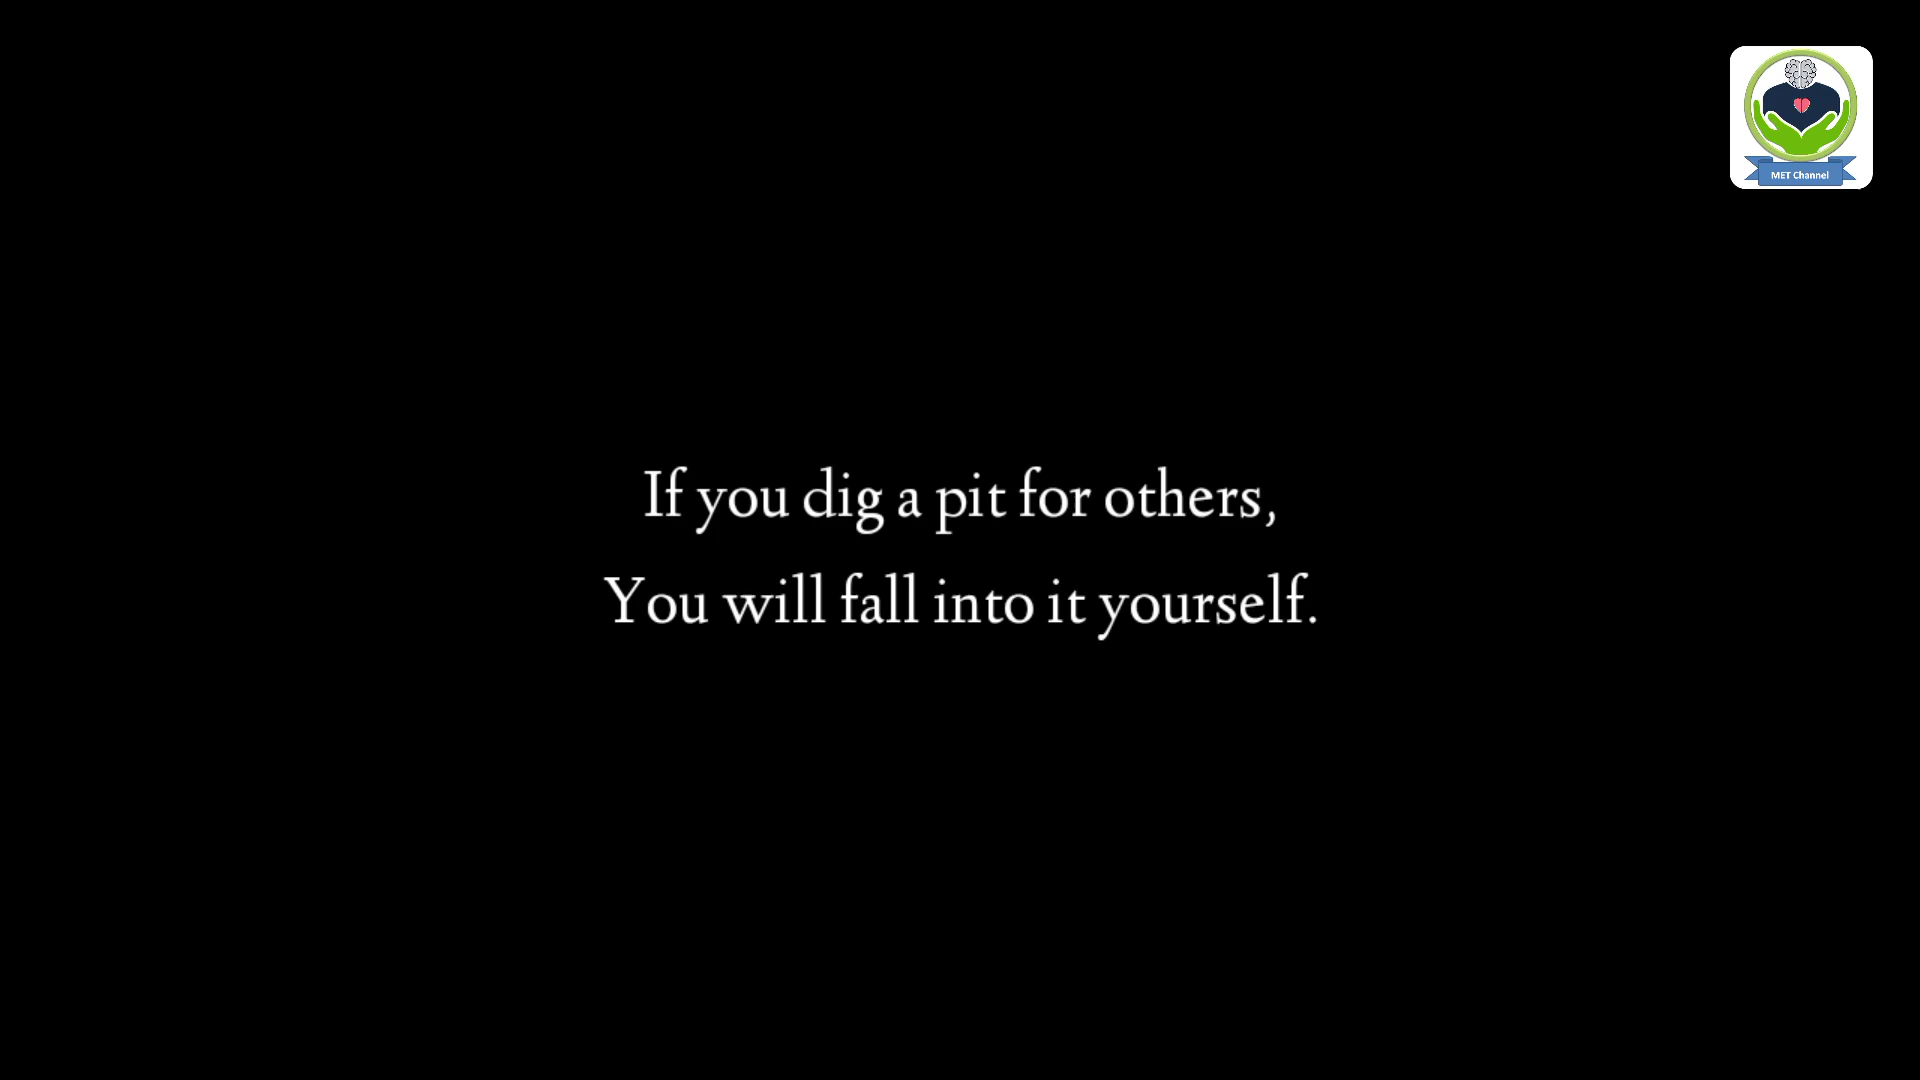 MET Channel
If you dig a pit for others,
You will fall into it yourself.